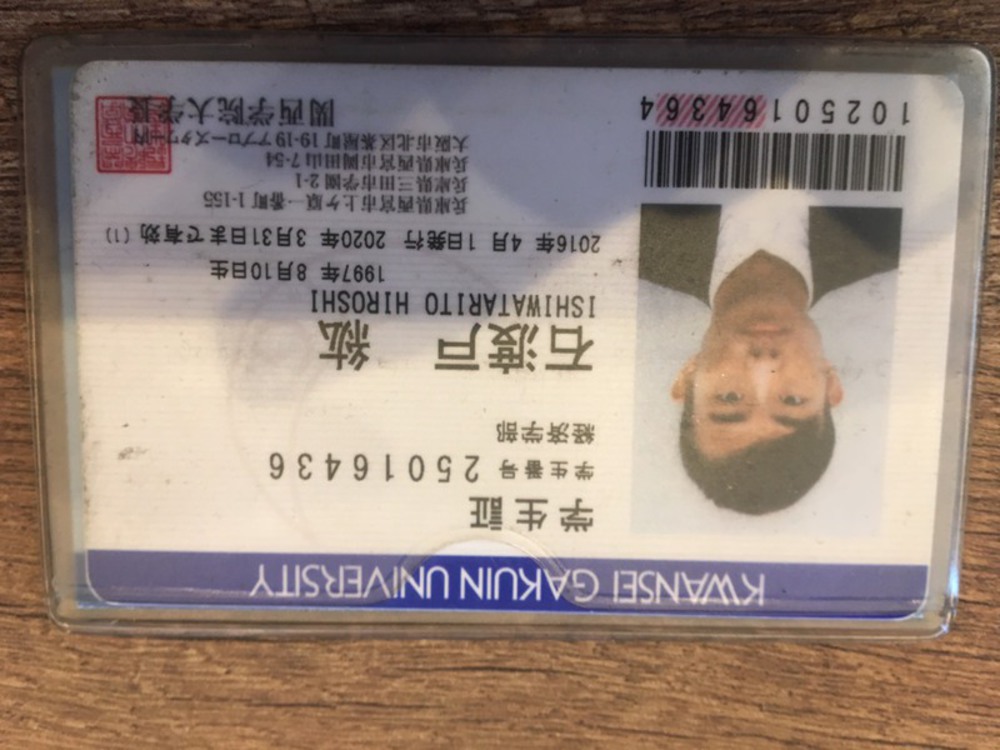 KWANSEI GAKUIN UNIVERSITY
学生証
学生番号 25016436
経済学部
石渡戸 紘
ISHIWATARITO HIROSHI
1997年 8月10日生
2016年 4月 1日発行 2020年 3月31日まで有効 (1)
兵庫県西宮市上ケ原一番町1-155
兵庫県三田市学園2-1
兵庫県西宮市岡田山7-54
大阪市北区茶屋町19-19アプローズタワー内
関西学院大学長
10250164364